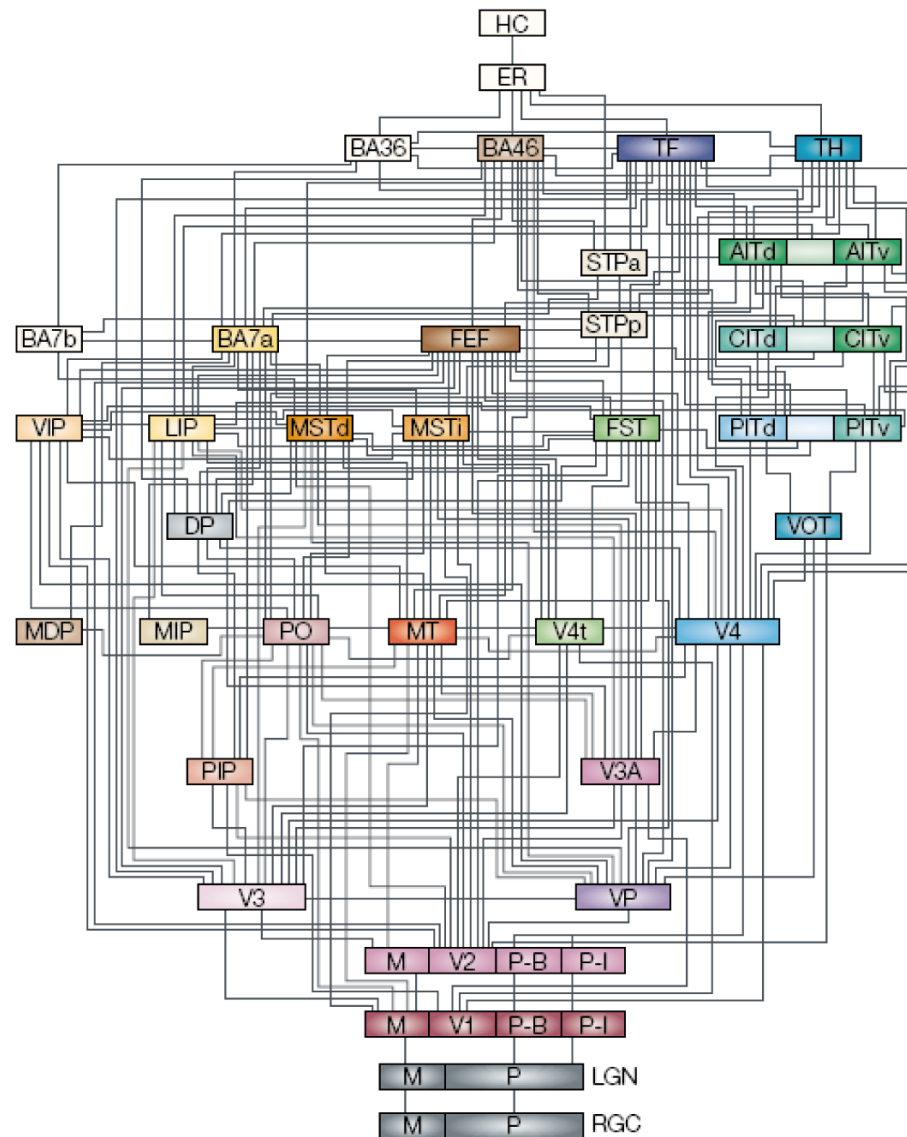 HC
ER
BA36 BA46 TF TH
STPa AITd AITv
BA7b BA7a FEF STPp CITd CITv
VIP LIP MSTd MSTi FST PITd PITv
DP VOT
MDP MIP PO MT V4t V4
PIP V3A
V3 VP
M V2 P-B P-I
M V1 P-B P-I
M P LGN
M P RGC